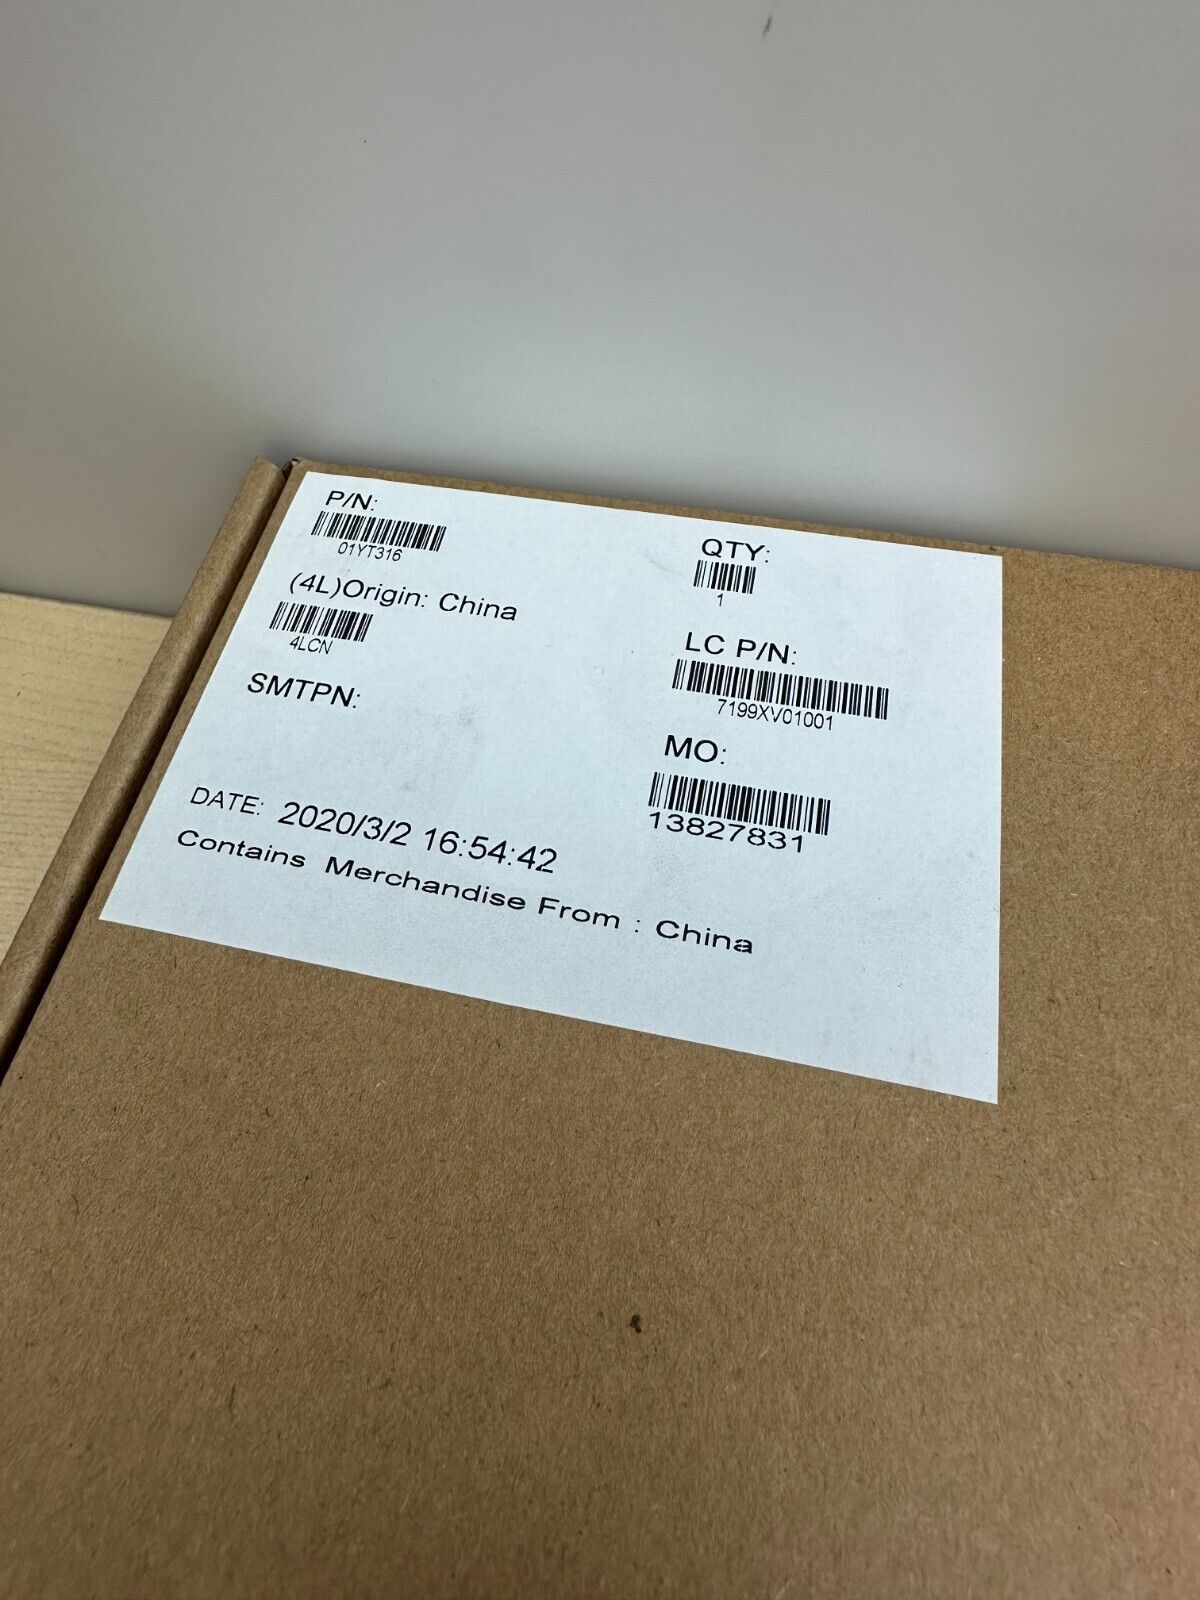 P/N:
01YT316
QTY:
1
(4L)Origin: China
4LCN
LC P/N:
7199XV01001
SMTPN:
MO:
13827831
DATE: 2020/3/2 16:54:42
Contains Merchandise From : China